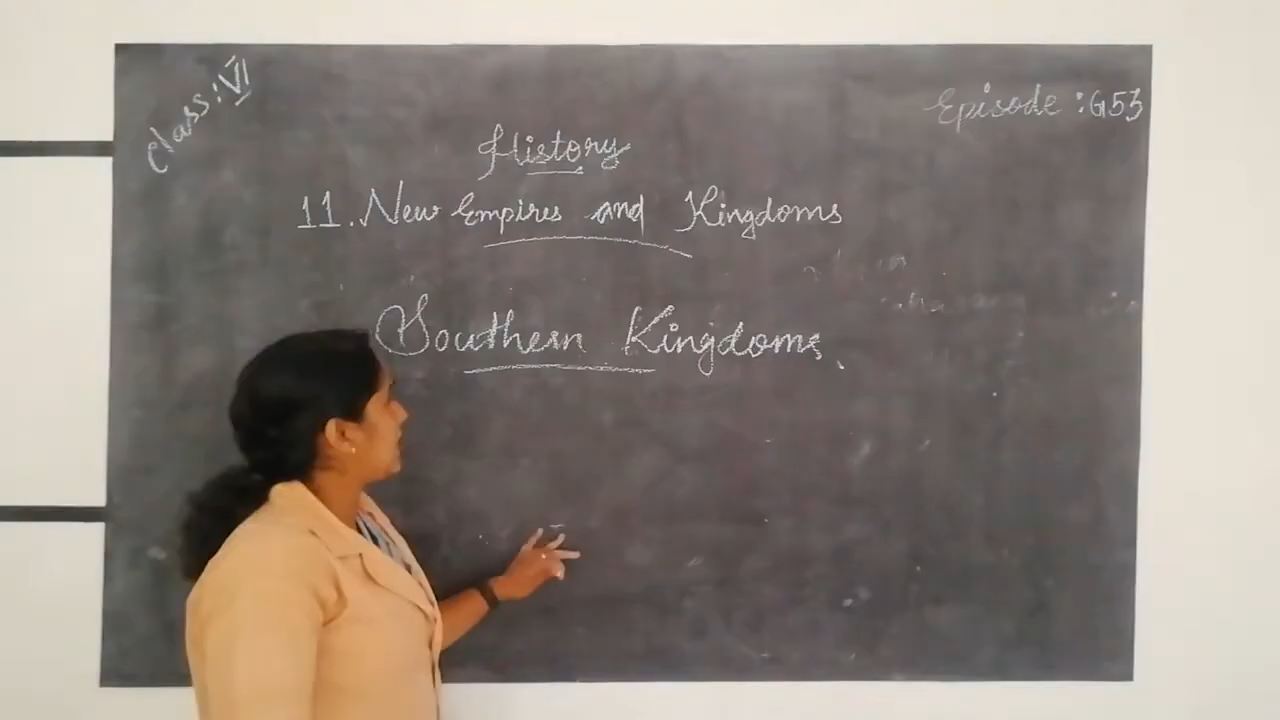 Class: VI
Episode : G53
History
11. New Empires and Kingdoms
Southern Kingdoms